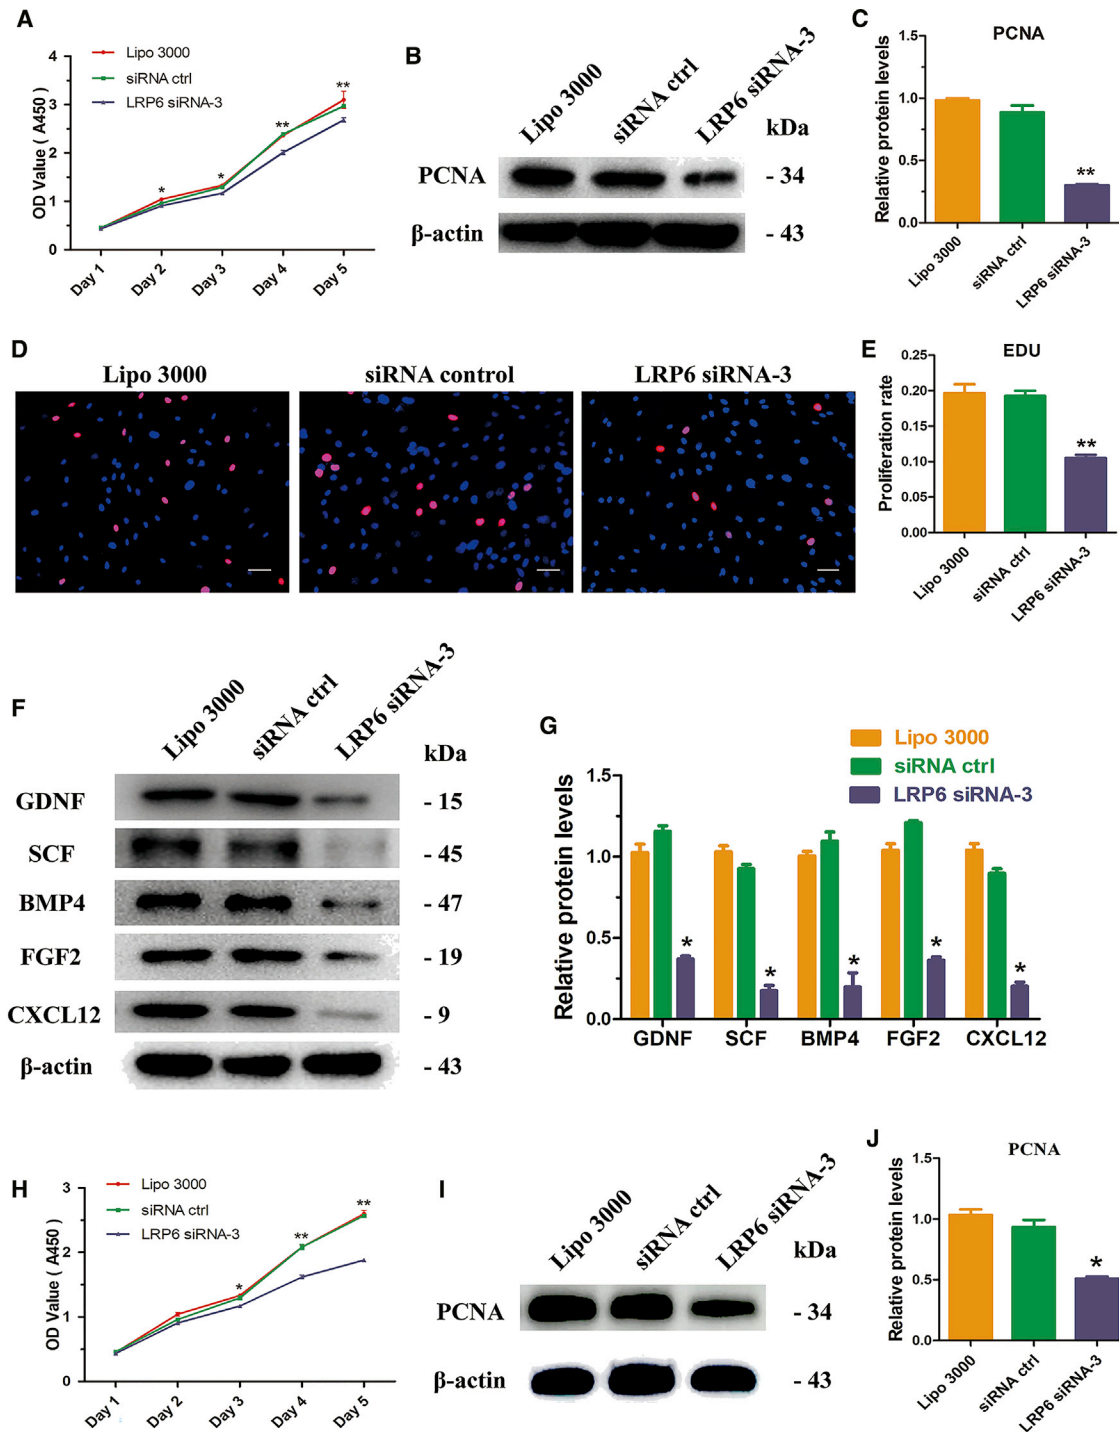 A
Lipo 3000
siRNA ctrl
LRP6 siRNA-3
OD Value ( A450)
4
3
2
1
0
* * ** **
Day 1 Day 2 Day 3 Day 4 Day 5
B
Lipo 3000 siRNA ctrl LRP6 siRNA-3
kDa
PCNA - 34
β-actin - 43
C
PCNA
Relative protein levels
1.5
1.0
0.5
0.0
**
Lipo 3000 siRNA ctrl LRP6 siRNA-3
D
Lipo 3000 siRNA control LRP6 siRNA-3
E
EDU
Proliferation rate
0.25
0.20
0.15
0.10
0.05
0.00
**
Lipo 3000 siRNA ctrl LRP6 siRNA-3
F
Lipo 3000 siRNA ctrl LRP6 siRNA-3
kDa
GDNF - 15
SCF - 45
BMP4 - 47
FGF2 - 19
CXCL12 - 9
β-actin - 43
G
Lipo 3000
siRNA ctrl
LRP6 siRNA-3
Relative protein levels
1.5
1.0
0.5
0.0
* * * * *
GDNF SCF BMP4 FGF2 CXCL12
H
Lipo 3000
siRNA ctrl
LRP6 siRNA-3
OD Value ( A450)
3
2
1
0
* ** **
Day 1 Day 2 Day 3 Day 4 Day 5
I
Lipo 3000 siRNA ctrl LRP6 siRNA-3
kDa
PCNA - 34
β-actin - 43
J
PCNA
Relative protein levels
1.5
1.0
0.5
0.0
*
Lipo 3000 siRNA ctrl LRP6 siRNA-3